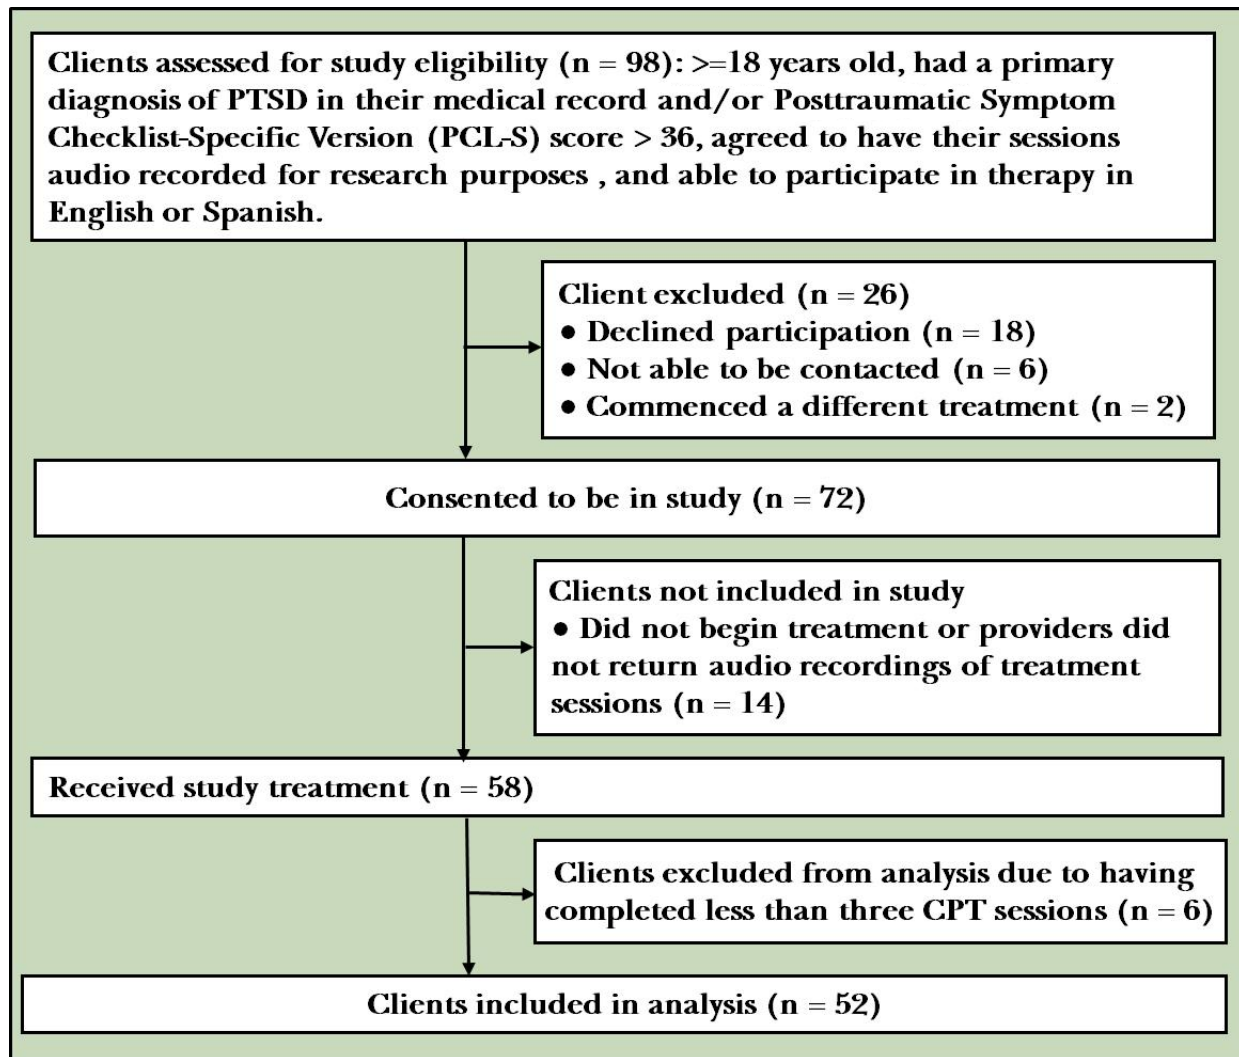 Clients assessed for study eligibility (n = 98): >=18 years old, had a primary
diagnosis of PTSD in their medical record and/or Posttraumatic Symptom
Checklist-Specific Version (PCL-S) score > 36, agreed to have their sessions
audio recorded for research purposes , and able to participate in therapy in
English or Spanish.
Client excluded (n = 26)
● Declined participation (n = 18)
● Not able to be contacted (n = 6)
● Commenced a different treatment (n = 2)
Consented to be in study (n = 72)
Clients not included in study
● Did not begin treatment or providers did
not return audio recordings of treatment
sessions (n = 14)
Received study treatment (n = 58)
Clients excluded from analysis due to having
completed less than three CPT sessions (n = 6)
Clients included in analysis (n = 52)